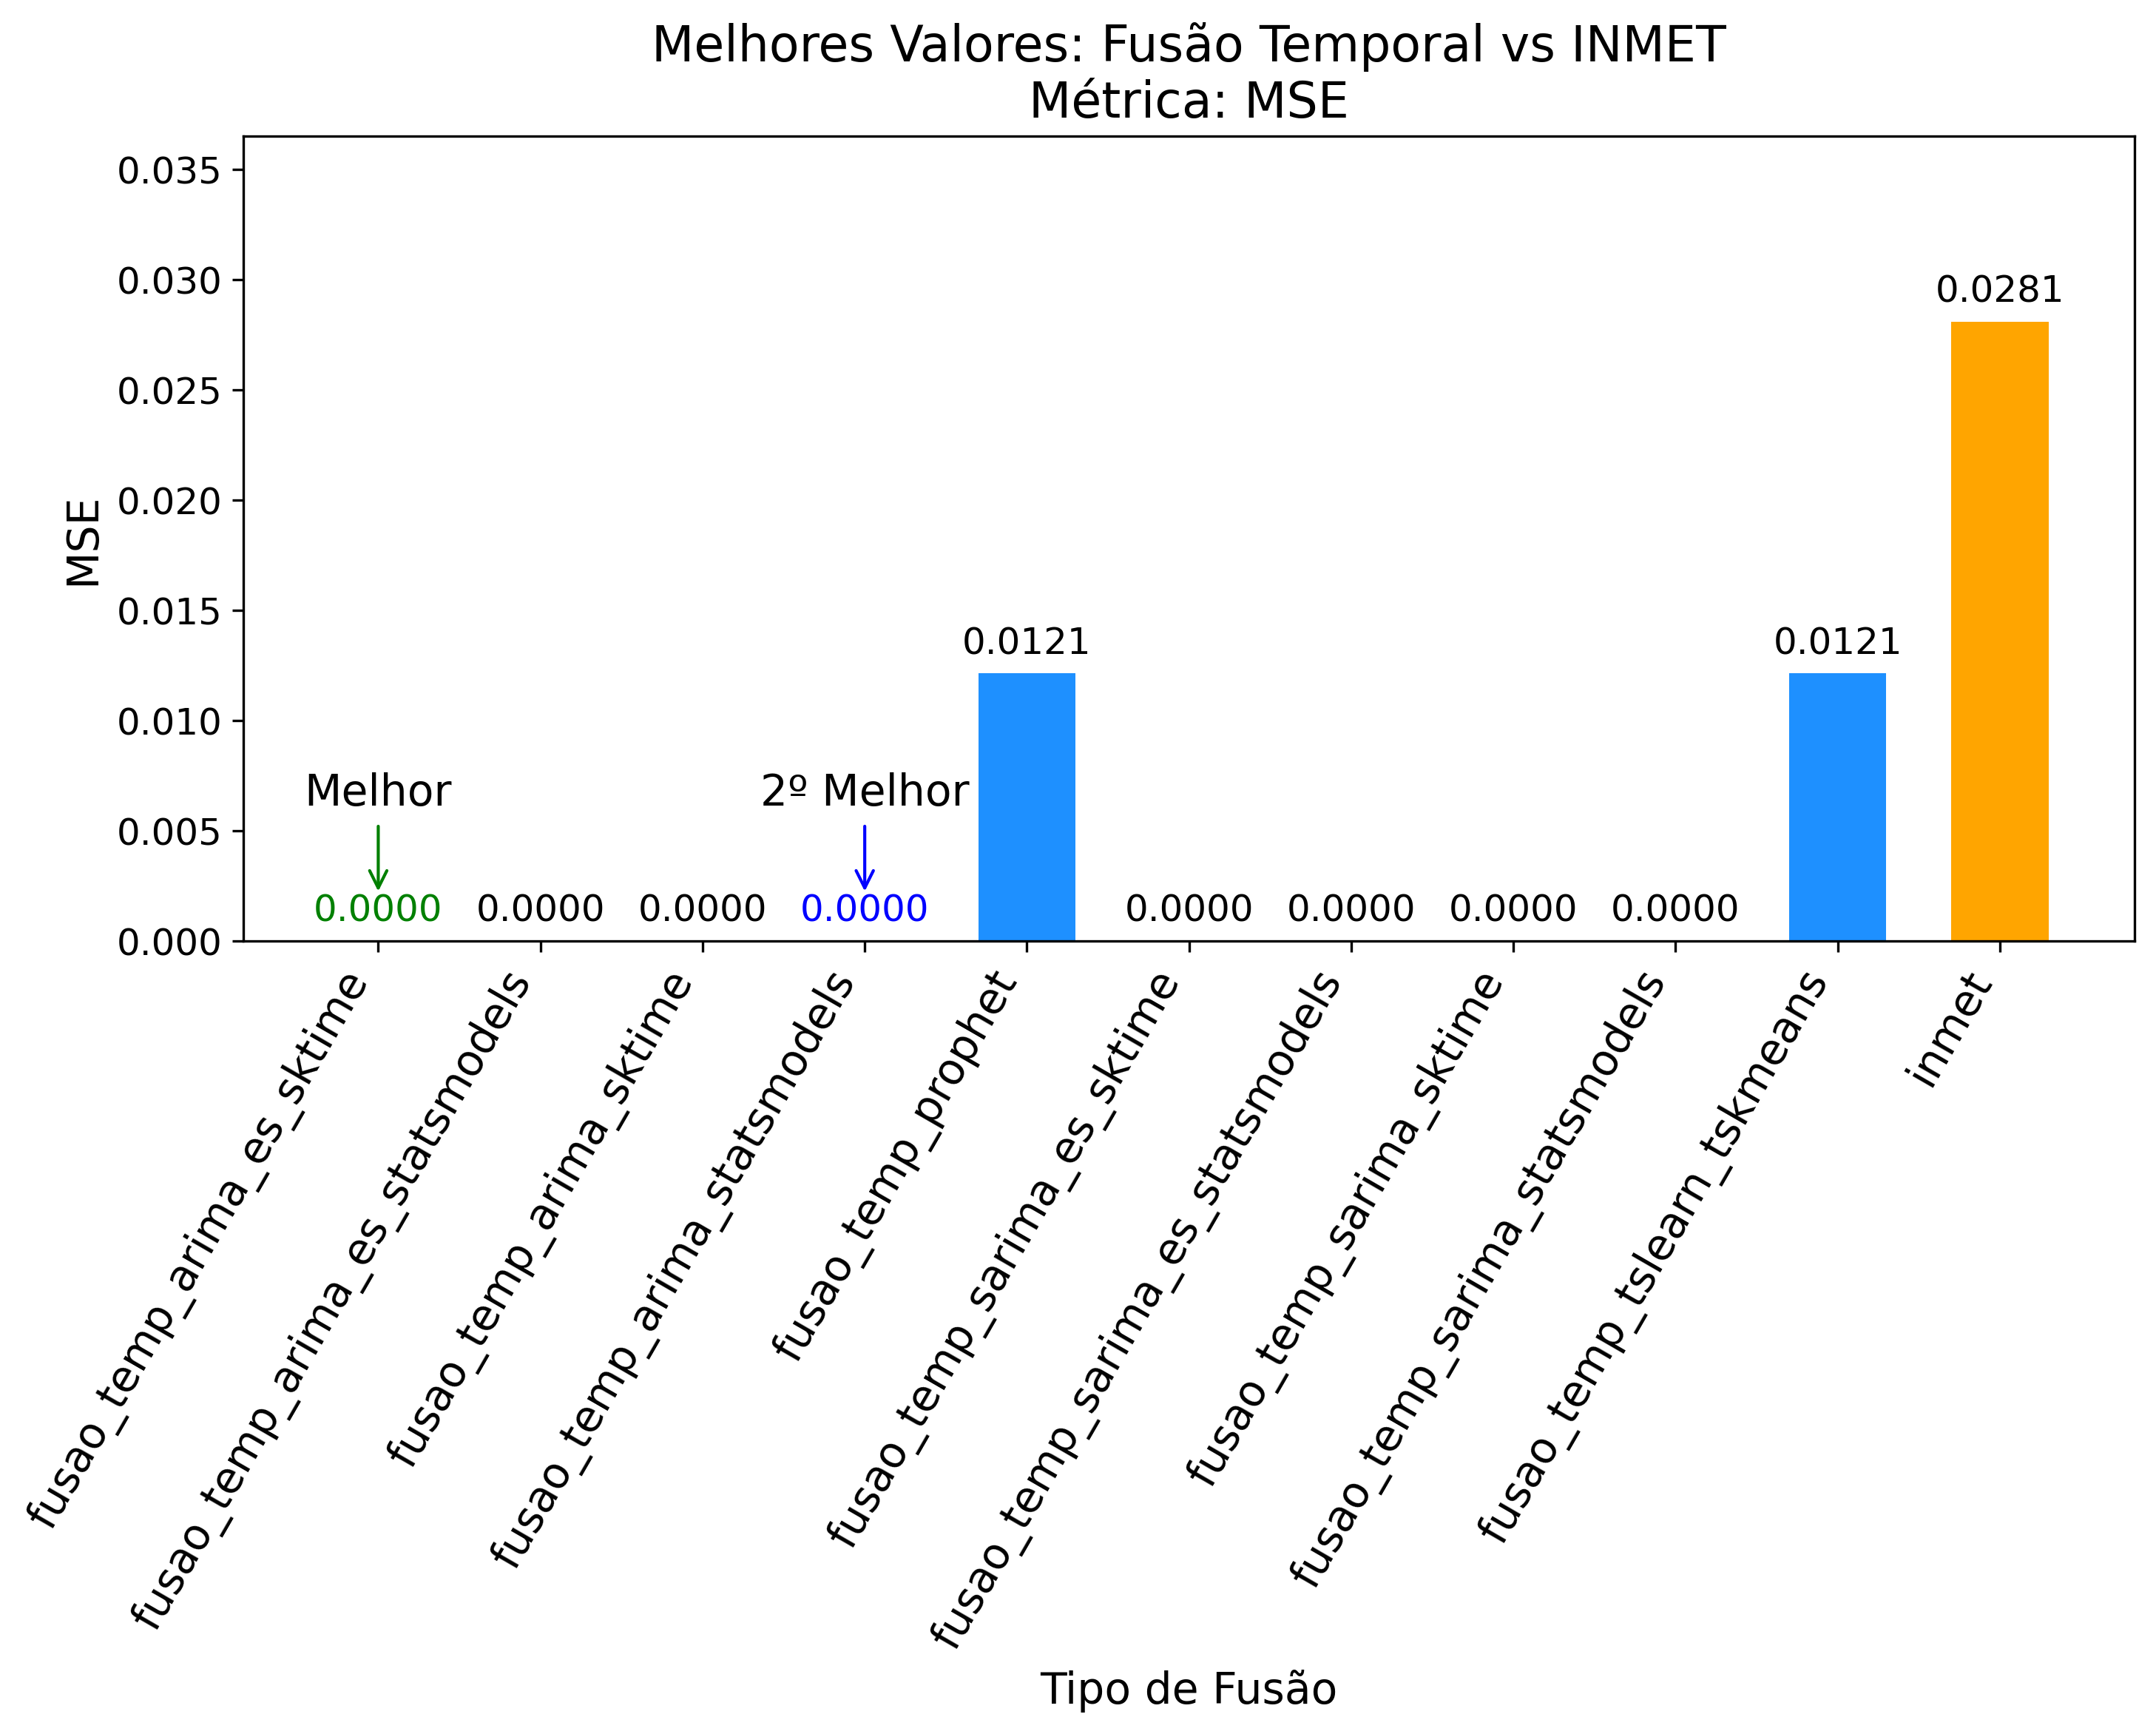 Melhores Valores: Fusão Temporal vs INMET
Métrica: MSE
MSE
0.035
0.030
0.025
0.020
0.015
0.010
0.005
0.000
Melhor
0.0000
0.0000
0.0000
2º Melhor
0.0000
0.0121
0.0000
0.0000
0.0000
0.0000
0.0121
0.0281
fusao_temp_arima_es_sktime
fusao_temp_arima_es_statsmodels
fusao_temp_arima_sktime
fusao_temp_arima_statsmodels
fusao_temp_prophet
fusao_temp_sarima_es_sktime
fusao_temp_sarima_es_statsmodels
fusao_temp_sarima_sktime
fusao_temp_sarima_statsmodels
fusao_temp_tslearn_tskmeans
inmet
Tipo de Fusão